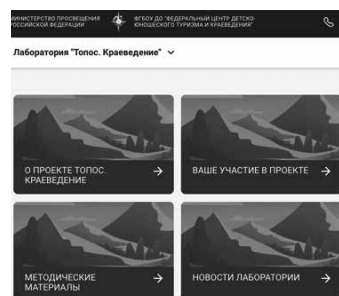 МИНИСТЕРСТВО ПРОСВЕЩЕНИЯ
РОССИЙСКОЙ ФЕДЕРАЦИИ
ФГБОУ ДО "ФЕДЕРАЛЬНЫЙ ЦЕНТР ДЕТСКО-
ЮНОШЕСКОГО ТУРИЗМА И КРАЕВЕДЕНИЯ"
Лаборатория "Топос. Краеведение"
О ПРОЕКТЕ ТОПОС.
КРАЕВЕДЕНИЕ
ВАШЕ УЧАСТИЕ В ПРОЕКТЕ
МЕТОДИЧЕСКИЕ
МАТЕРИАЛЫ
НОВОСТИ ЛАБОРАТОРИИ